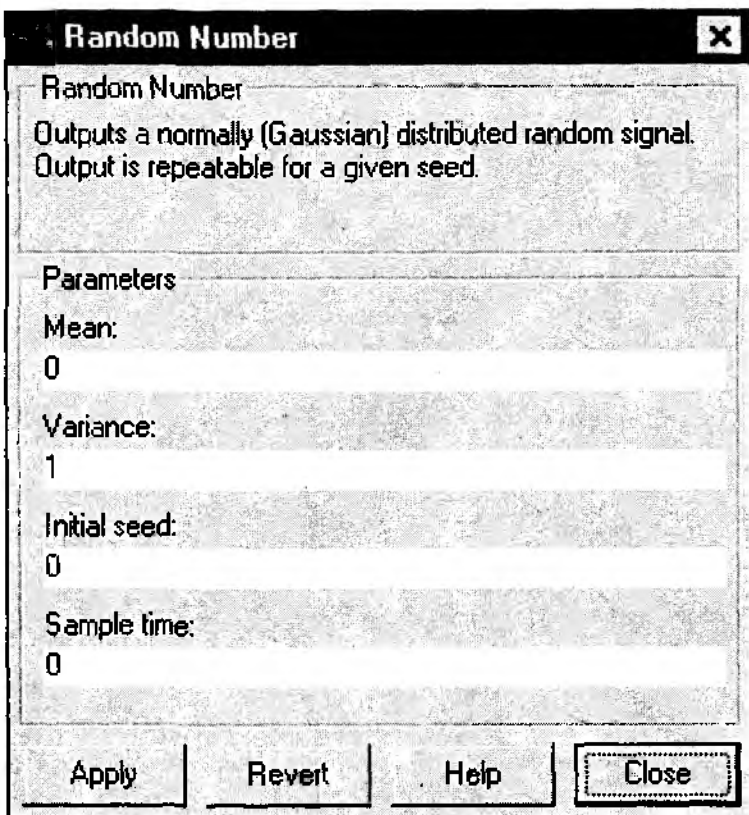 Random Number
Random Number
Outputs a normally (Gaussian) distributed random signal.
Output is repeatable for a given seed.
Parameters
Mean:
0
Variance:
1
Initial seed:
0
Sample time:
0
Apply Revert Help Close